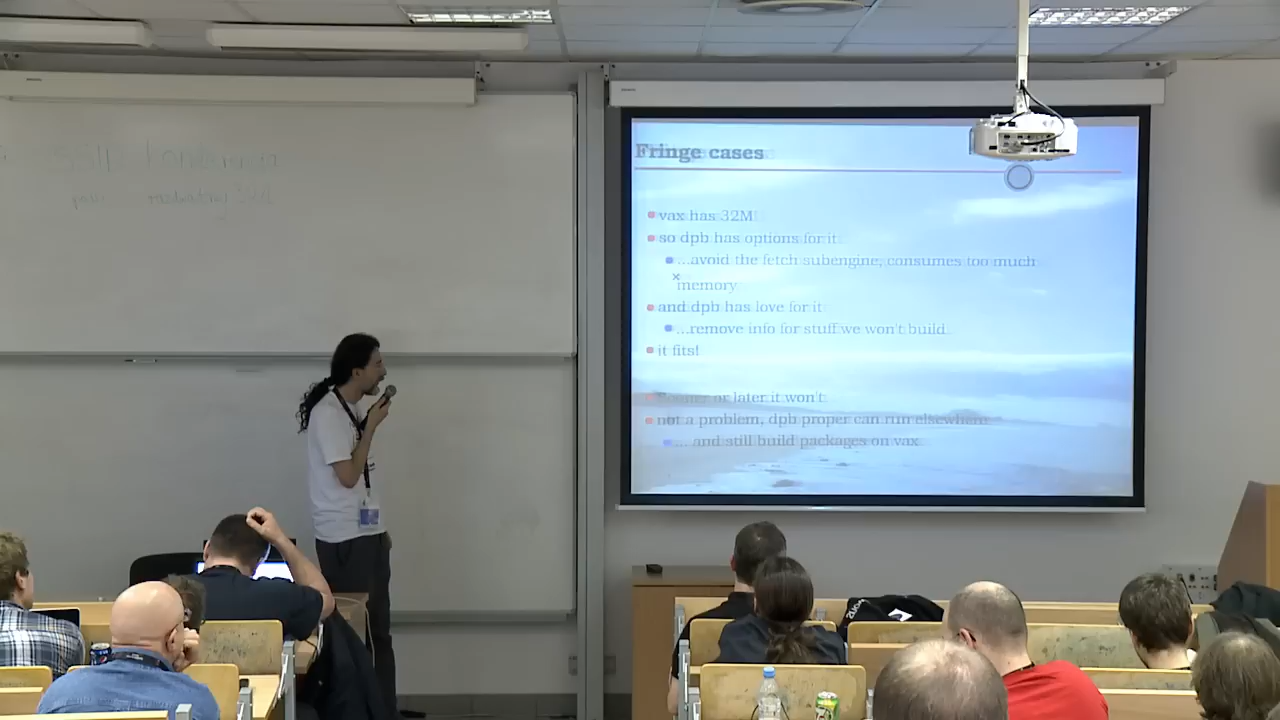 Fringe cases
vax has 32M
so dpb has options for it
...avoid the fetch subengine, consumes too much
memory
and dpb has love for it
...remove info for stuff we won't build
it fits!
or later it won't
not a problem, dpb proper can run elsewhere
... and still build packages on vax